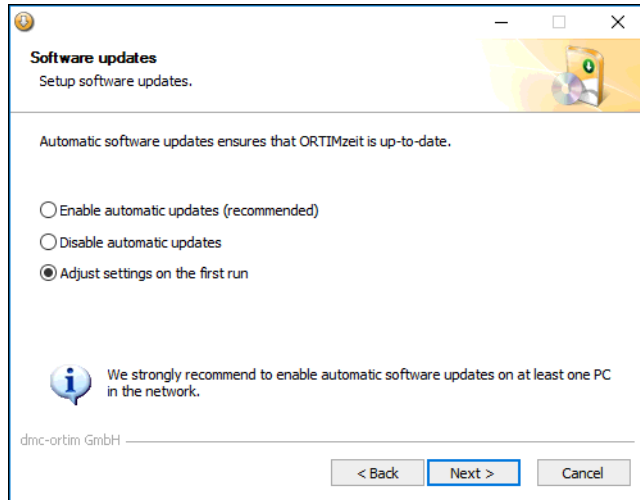 Software updates
Setup software updates.
Automatic software updates ensures that ORTIMzeit is up-to-date.
Enable automatic updates (recommended)
Disable automatic updates
Adjust settings on the first run
We strongly recommend to enable automatic software updates on at least one PC
in the network.
dmc-ortim GmbH
< Back Next > Cancel